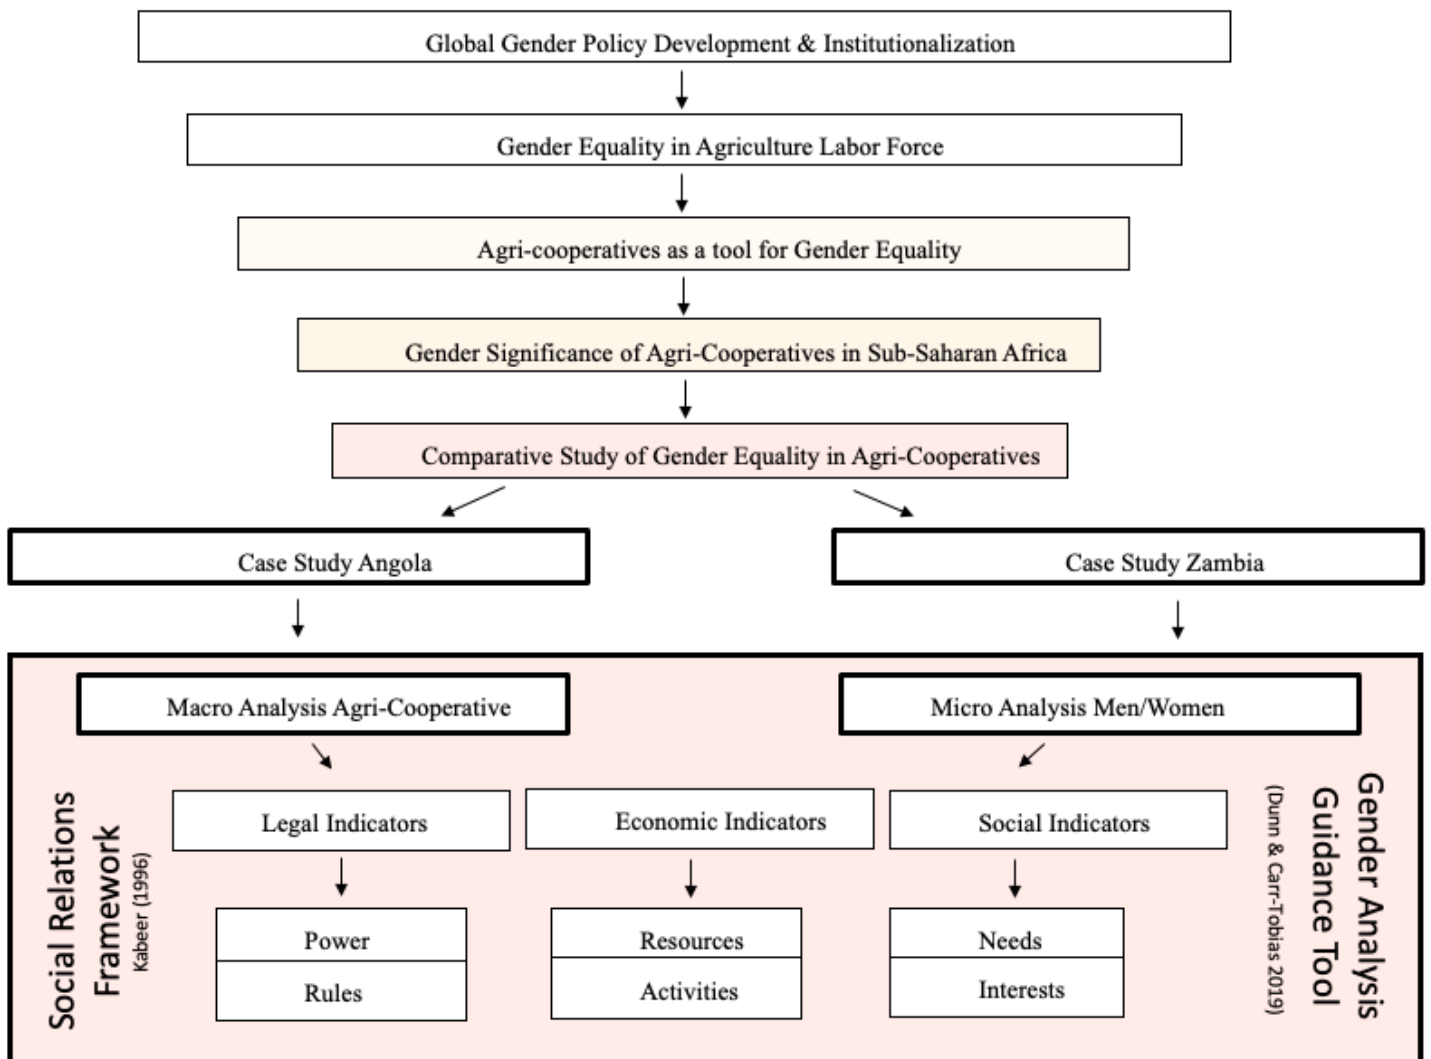 Global Gender Policy Development & Institutionalization
Gender Equality in Agriculture Labor Force
Agri-cooperatives as a tool for Gender Equality
Gender Significance of Agri-Cooperatives in Sub-Saharan Africa
Comparative Study of Gender Equality in Agri-Cooperatives
Case Study Angola
Case Study Zambia
Macro Analysis Agri-Cooperative
Micro Analysis Men/Women
Social Relations
Framework
Kabeer (1996)
Legal Indicators
Economic Indicators
Social Indicators
Power
Rules
Resources
Activities
Needs
Interests
Gender Analysis
Guidance Tool
(Dunn & Carr-Tobias 2019)